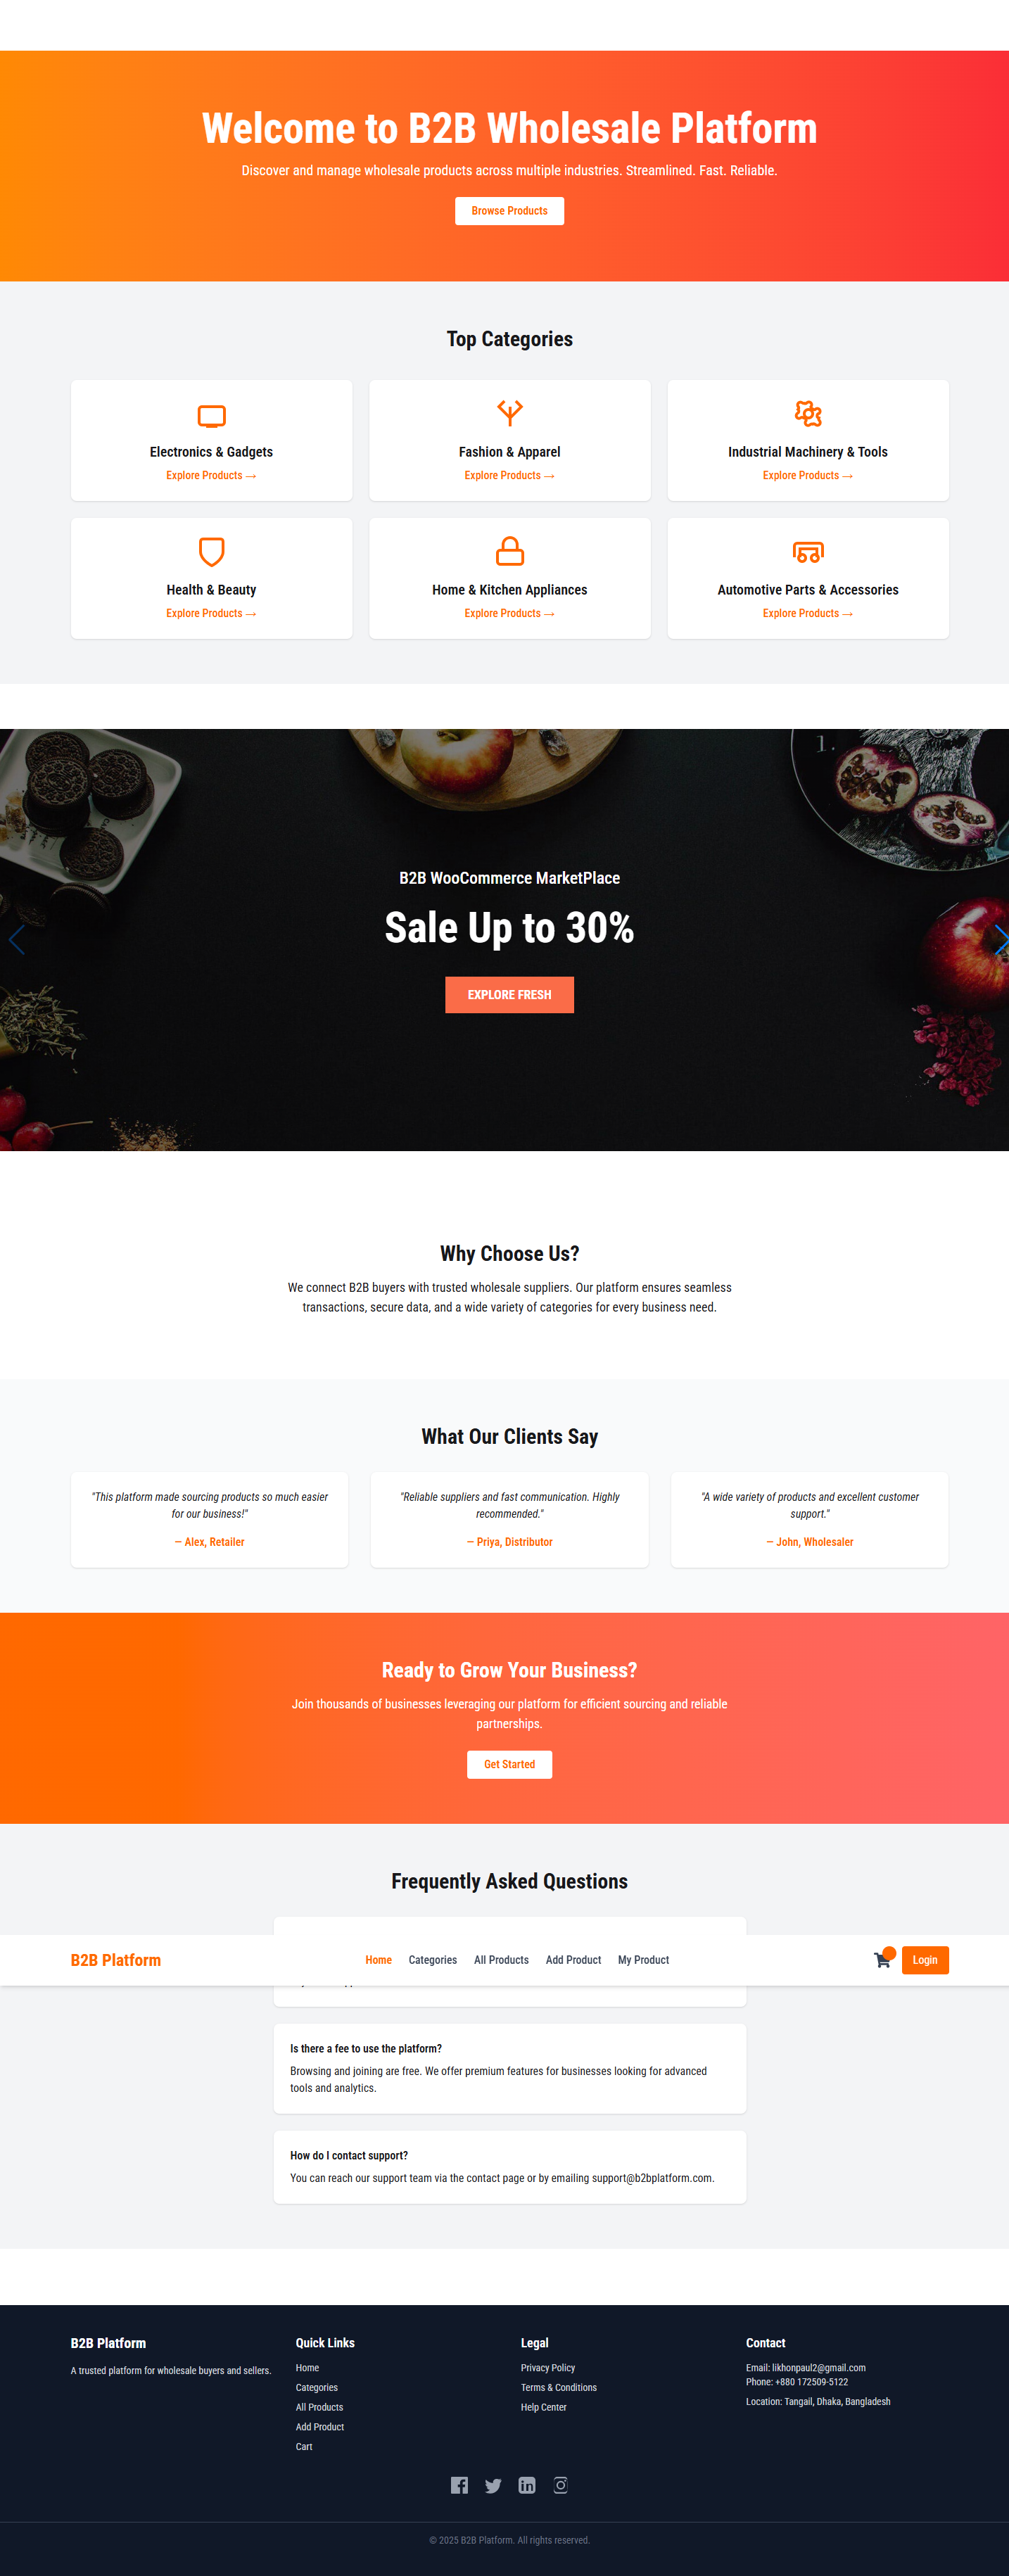 Welcome to B2B Wholesale Platform
Discover and manage wholesale products across multiple industries. Streamlined. Fast. Reliable.
Browse Products
Top Categories
Electronics & Gadgets
Explore Products →
Fashion & Apparel
Explore Products →
Industrial Machinery & Tools
Explore Products →
Health & Beauty
Explore Products →
Home & Kitchen Appliances
Explore Products →
Automotive Parts & Accessories
Explore Products →
1.
B2B WooCommerce MarketPlace
Sale Up to 30%
EXPLORE FRESH
Why Choose Us?
We connect B2B buyers with trusted wholesale suppliers. Our platform ensures seamless
transactions, secure data, and a wide variety of categories for every business need.
What Our Clients Say
"This platform made sourcing products so much easier
for our business!"
— Alex, Retailer
"Reliable suppliers and fast communication. Highly
recommended."
— Priya, Distributor
"A wide variety of products and excellent customer
support."
— John, Wholesaler
Ready to Grow Your Business?
Join thousands of businesses leveraging our platform for efficient sourcing and reliable
partnerships.
Get Started
Frequently Asked Questions
B2B Platform
Home
Categories
All Products
Add Product
My Product
Login
Is there a fee to use the platform?
Browsing and joining are free. We offer premium features for businesses looking for advanced
tools and analytics.
How do I contact support?
You can reach our support team via the contact page or by emailing support@b2bplatform.com.
B2B Platform
A trusted platform for wholesale buyers and sellers.
Quick Links
Home
Categories
All Products
Add Product
Cart
Legal
Privacy Policy
Terms & Conditions
Help Center
Contact
Email: likhonpaul2@gmail.com
Phone: +880 172509-5122
Location: Tangail, Dhaka, Bangladesh
© 2025 B2B Platform. All rights reserved.